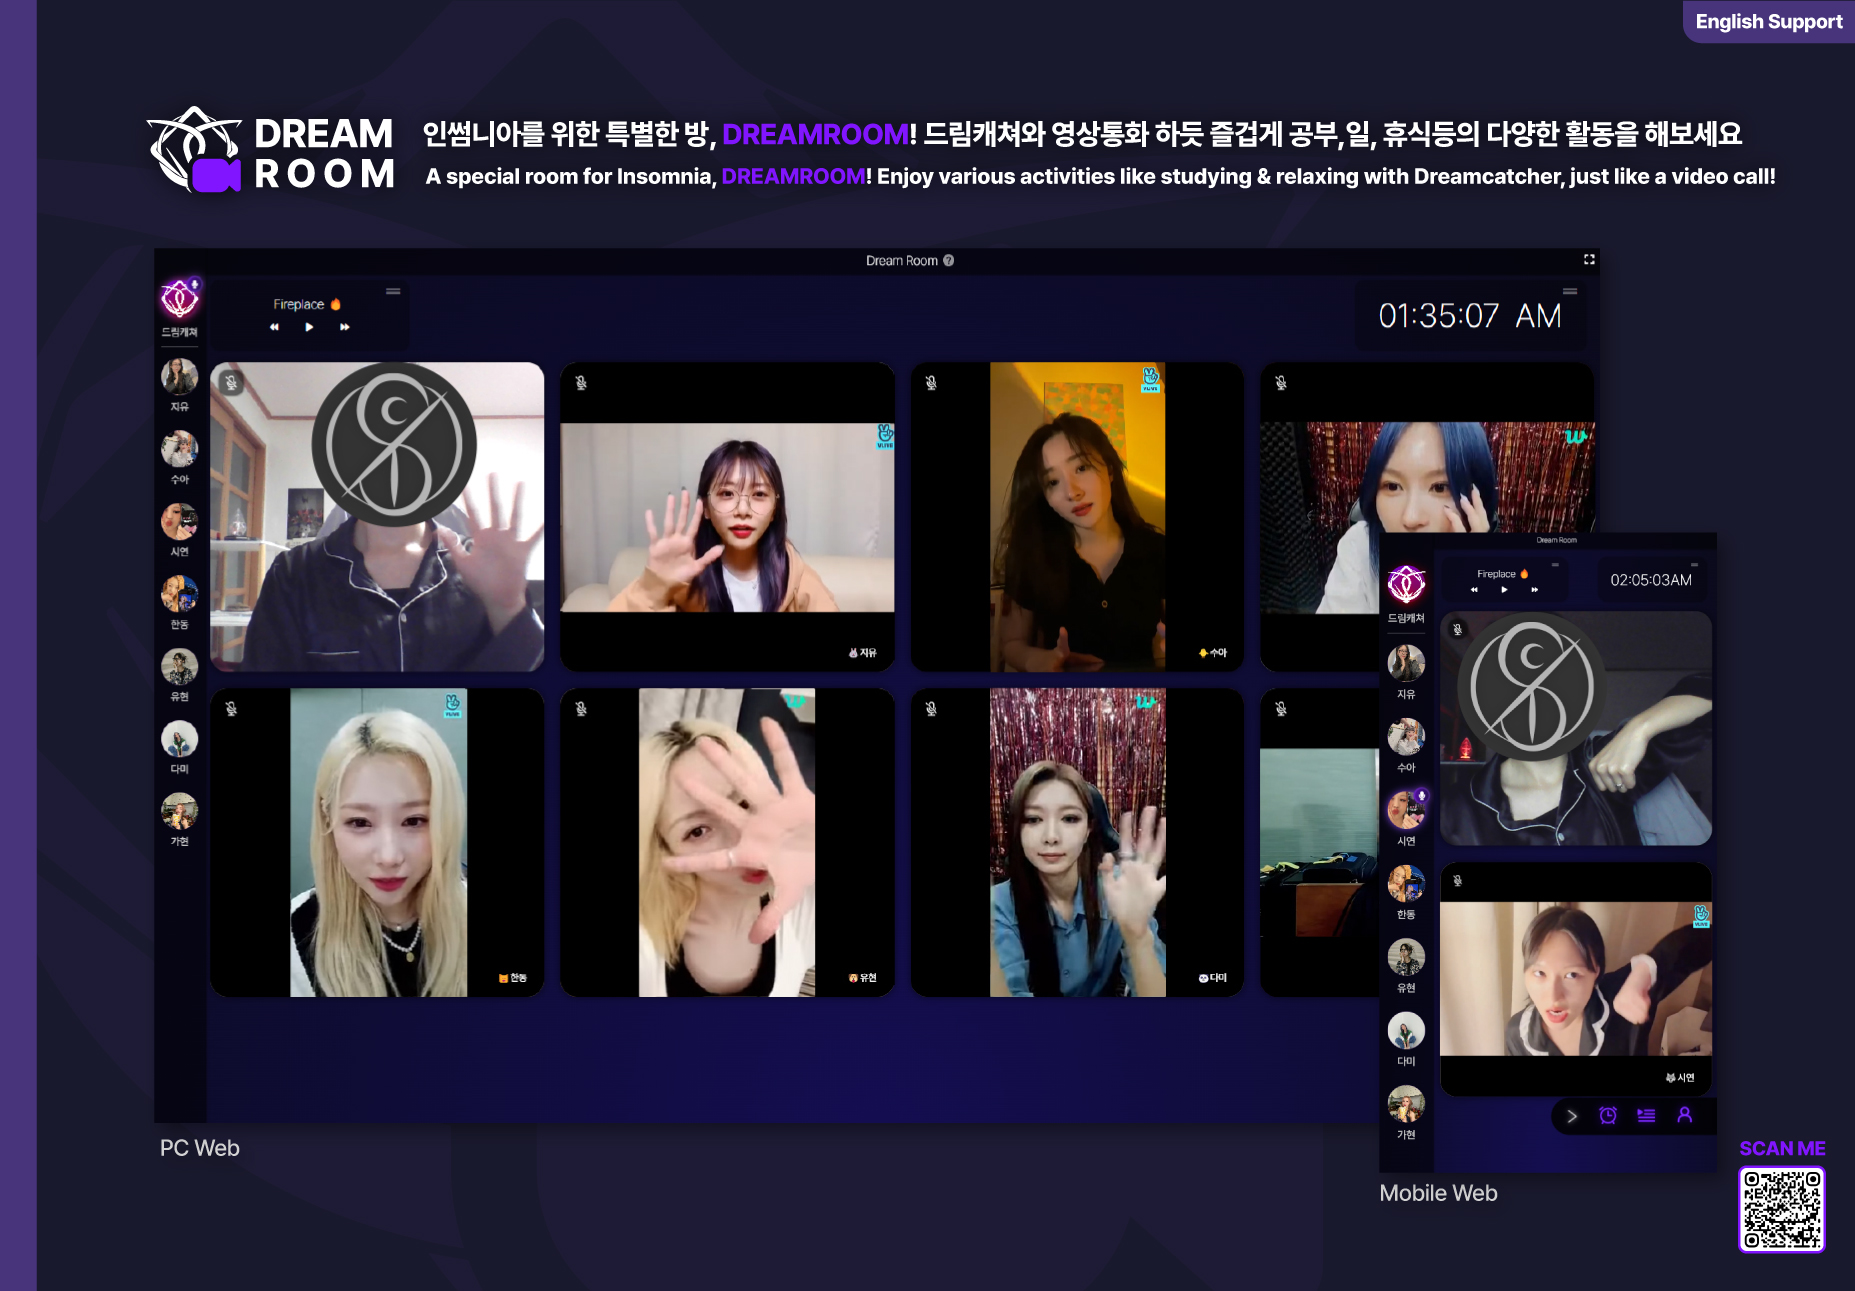 English Support
DREAM
ROOM
인썸니아를 위한 특별한 방, DREAMROOM! 드림캐쳐와 영상통화 하듯 즐겁게 공부,일, 휴식등의 다양한 활동을 해보세요
A special room for Insomnia, DREAMROOM! Enjoy various activities like studying & relaxing with Dreamcatcher, just like a video call!
Dream Room ?
드림캐쳐
지유
수아
시연
한동
유현
다미
가현
Fireplace
01:35:07 AM
VLIVE
지유
VLIVE
수아
VLIVE
한동
유현
다미
PC Web
Dream Room
드림캐쳐
지유
수아
시연
한동
유현
다미
가현
Fireplace
02:05:03AM
VLIVE
시연
Mobile Web
SCAN ME